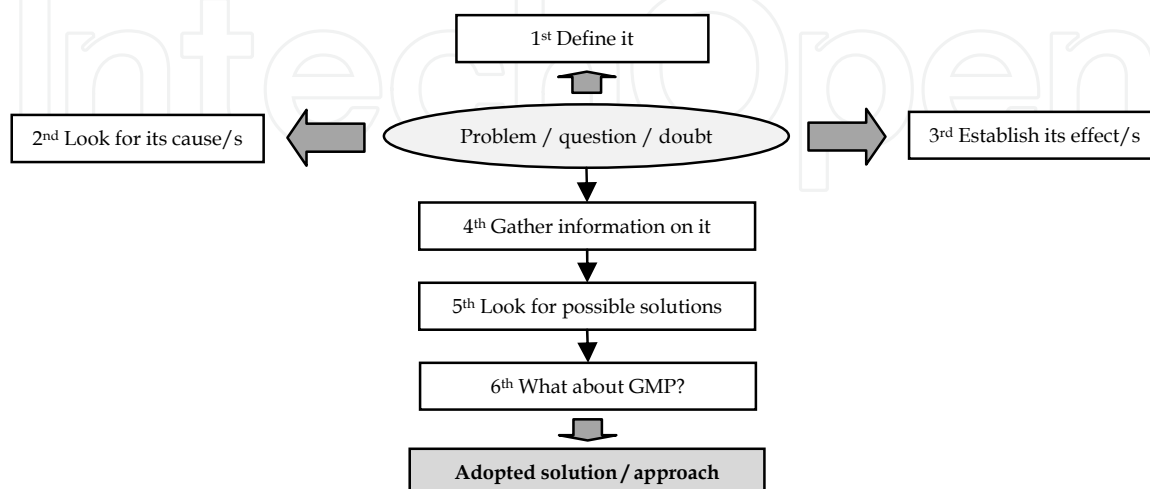 IntechOpen
1st Define it
Problem / question / doubt
2nd Look for its cause/s
3rd Establish its effect/s
4th Gather information on it
5th Look for possible solutions
6th What about GMP?
Adopted solution / approach